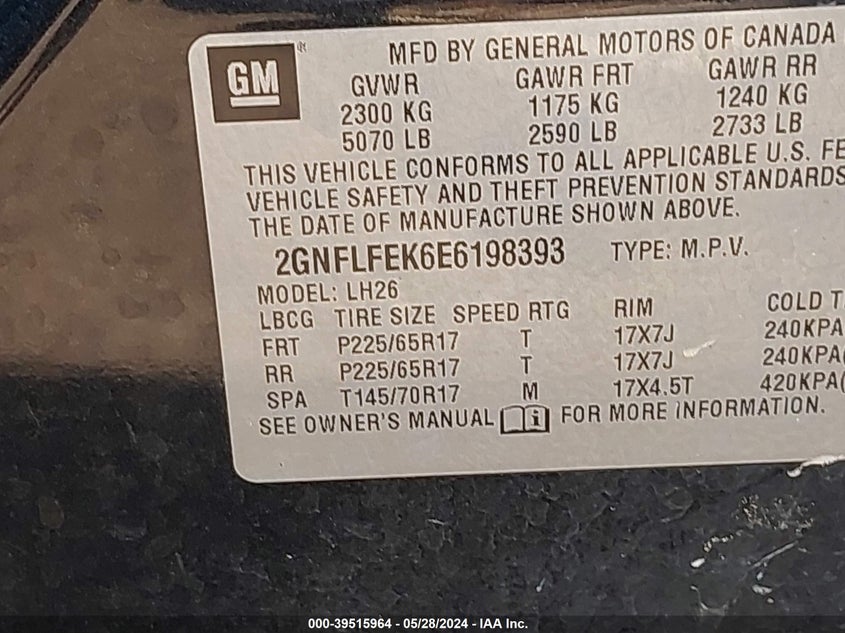 GM
MFD BY GENERAL MOTORS OF CANADA
GVWR GAWR FRT GAWR RR
2300 KG 1175 KG 1240 KG
5070 LB 2590 LB 2733 LB
THIS VEHICLE CONFORMS TO ALL APPLICABLE U.S. FE
VEHICLE SAFETY AND THEFT PREVENTION STANDARDS
THE DATE OF MANUFACTURE SHOWN ABOVE.
2GNFLFEK6E6198393 TYPE: M.P.V.
MODEL: LH26
LBCG TIRE SIZE SPEED RTG RIM COLD T
FRT P225/65R17 T 17X7J 240KPA
RR P225/65R17 T 17X7J 240KPA(
SPA T145/70R17 M 17X4.5T 420KPA(
SEE OWNER'S MANUAL i FOR MORE INFORMATION.
000-39515964 - 05/28/2024 - IAA Inc.